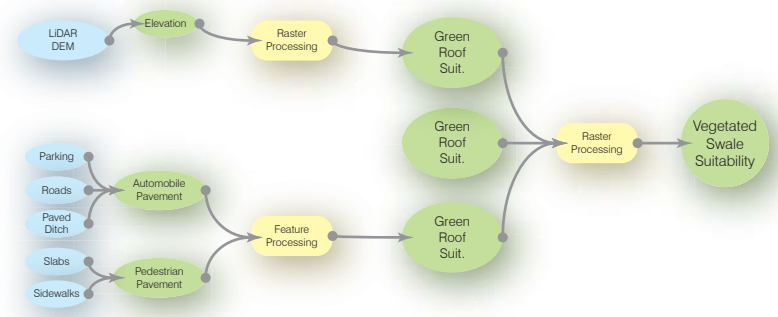 LiDAR
DEM
Elevation
Raster
Processing
Green
Roof
Suit.
Parking
Roads
Paved
Ditch
Slabs
Sidewalks
Automobile
Pavement
Pedestrian
Pavement
Feature
Processing
Green
Roof
Suit.
Green
Roof
Suit.
Raster
Processing
Vegetated
Swale
Suitability